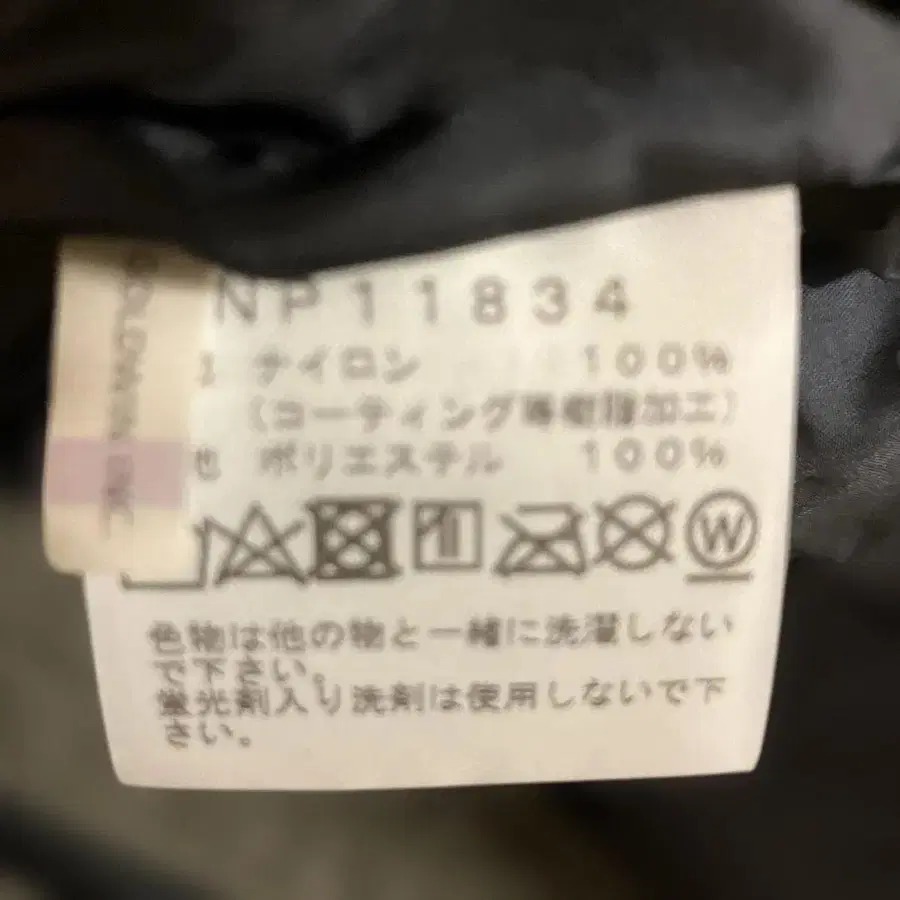 NP11834
ナイロン 100%
(コーティング等樹脂加工)
ポリエステル 100%
W
色物は他の物と一緒に洗濯しない
で下さい。
蛍光剤入り洗剤は使用しないで下
さい。
GOLDWIN INC